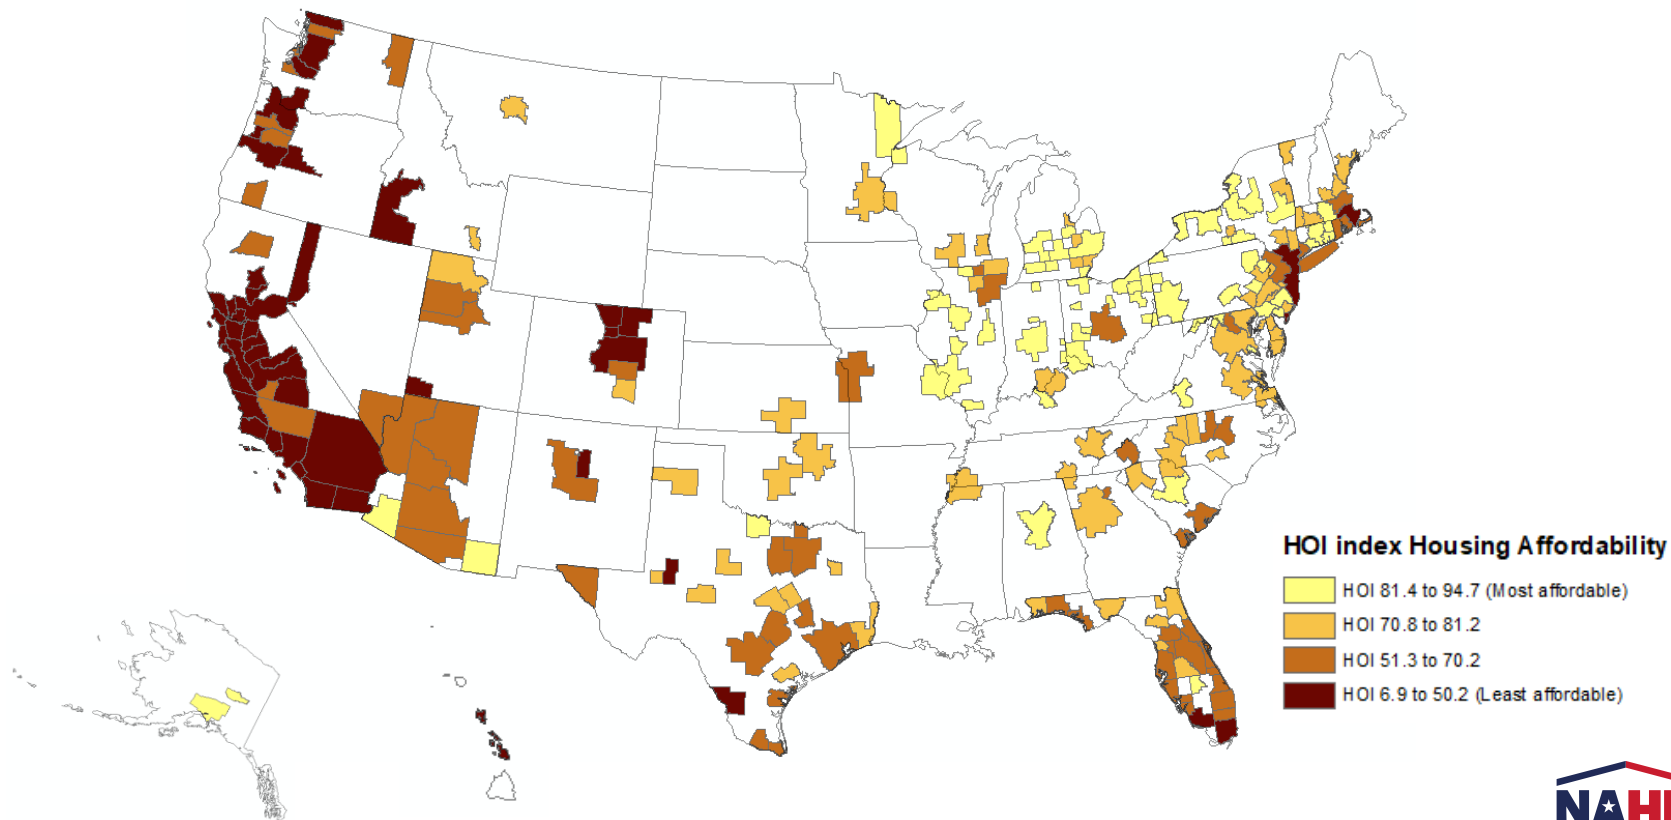 HOI index Housing Affordability
HOI 81.4 to 94.7 (Most affordable)
HOI 70.8 to 81.2
HOI 51.3 to 70.2
HOI 6.9 to 50.2 (Least affordable)
NAH